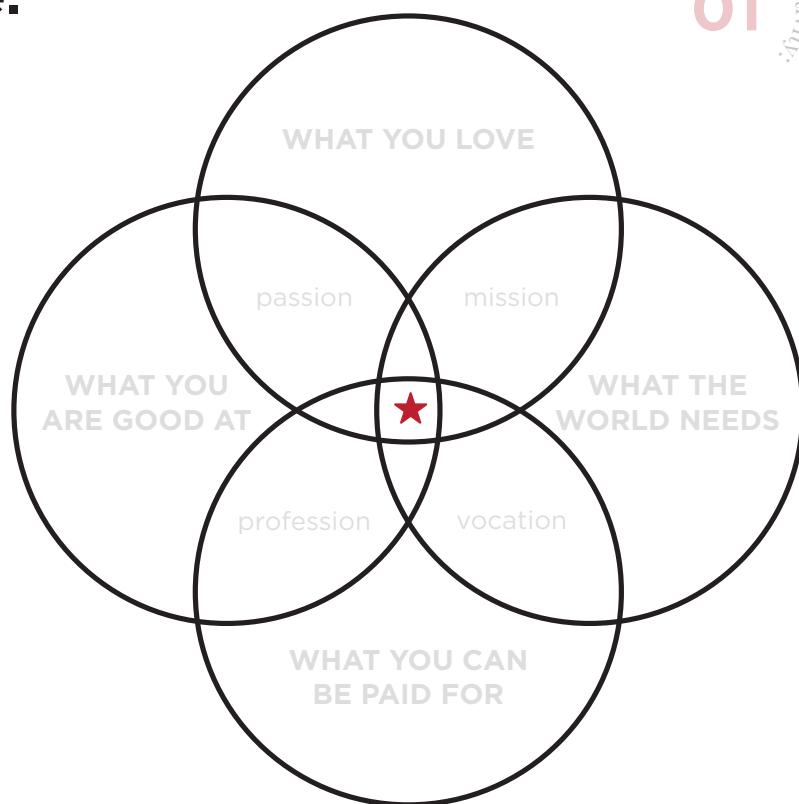 01
WHAT YOU LOVE
passion
mission
WHAT YOU
ARE GOOD AT
WHAT THE
WORLD NEEDS
profession
vocation
WHAT YOU CAN
BE PAID FOR